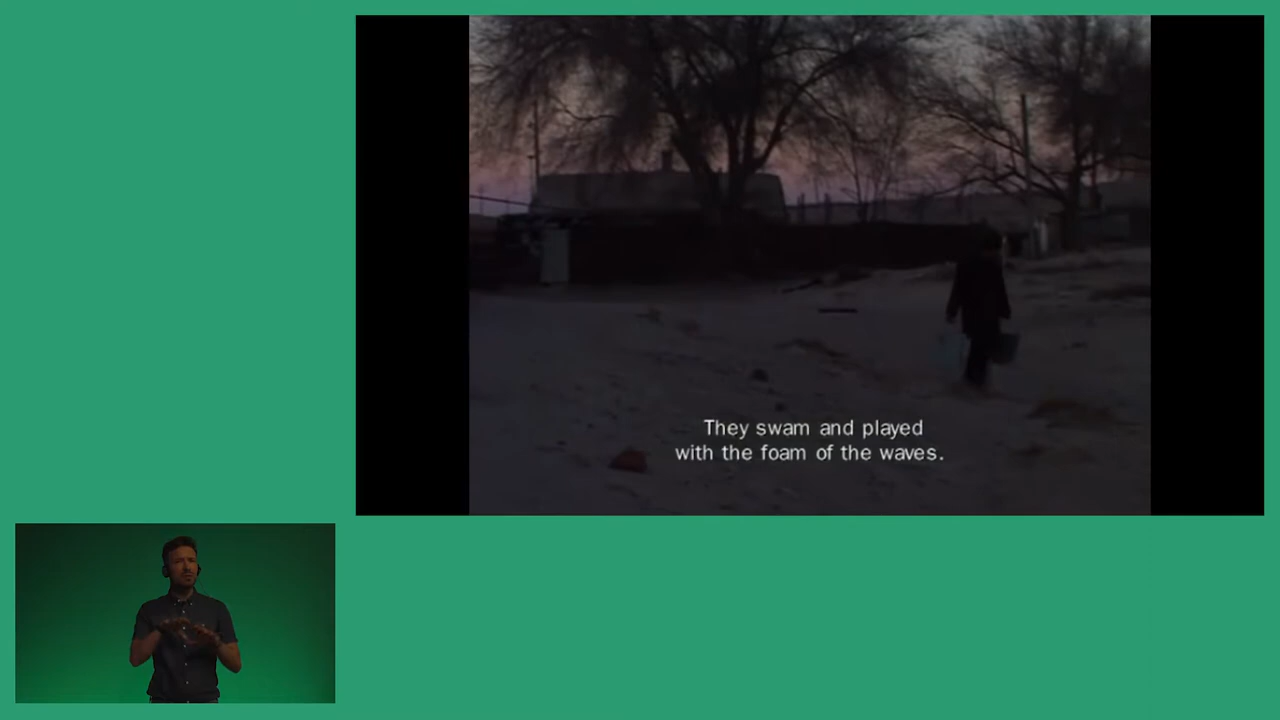 They swam and played
with the foam of the waves.